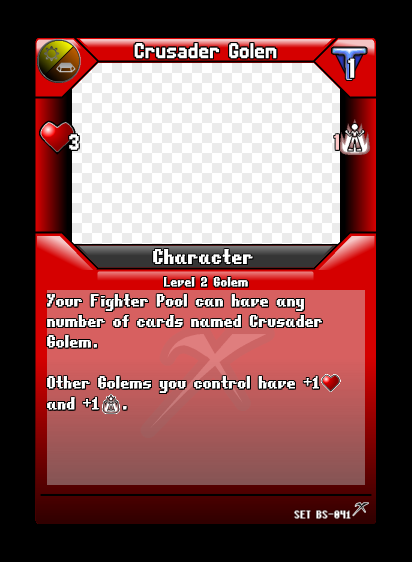 Crusader Golem
1
3
1
Character
Level 2 Golem
Your Fighter Pool can have any
number of cards named Crusader
Golem.
Other Golems you control have +1
and +1.
SET BS-041